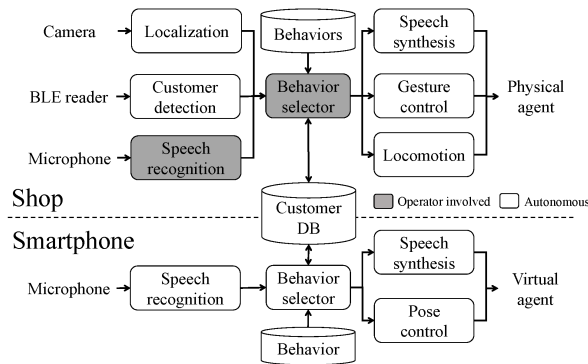 Camera
Localization
Behaviors
Speech
synthesis
BLE reader
Customer
detection
Behavior
selector
Gesture
control
Physical
agent
Microphone
Speech
recognition
Locomotion
Shop
Customer
DB
Operator involved
Autonomous
Smartphone
Microphone
Speech
recognition
Behavior
selector
Speech
synthesis
Virtual
agent
Pose
control
Behavior